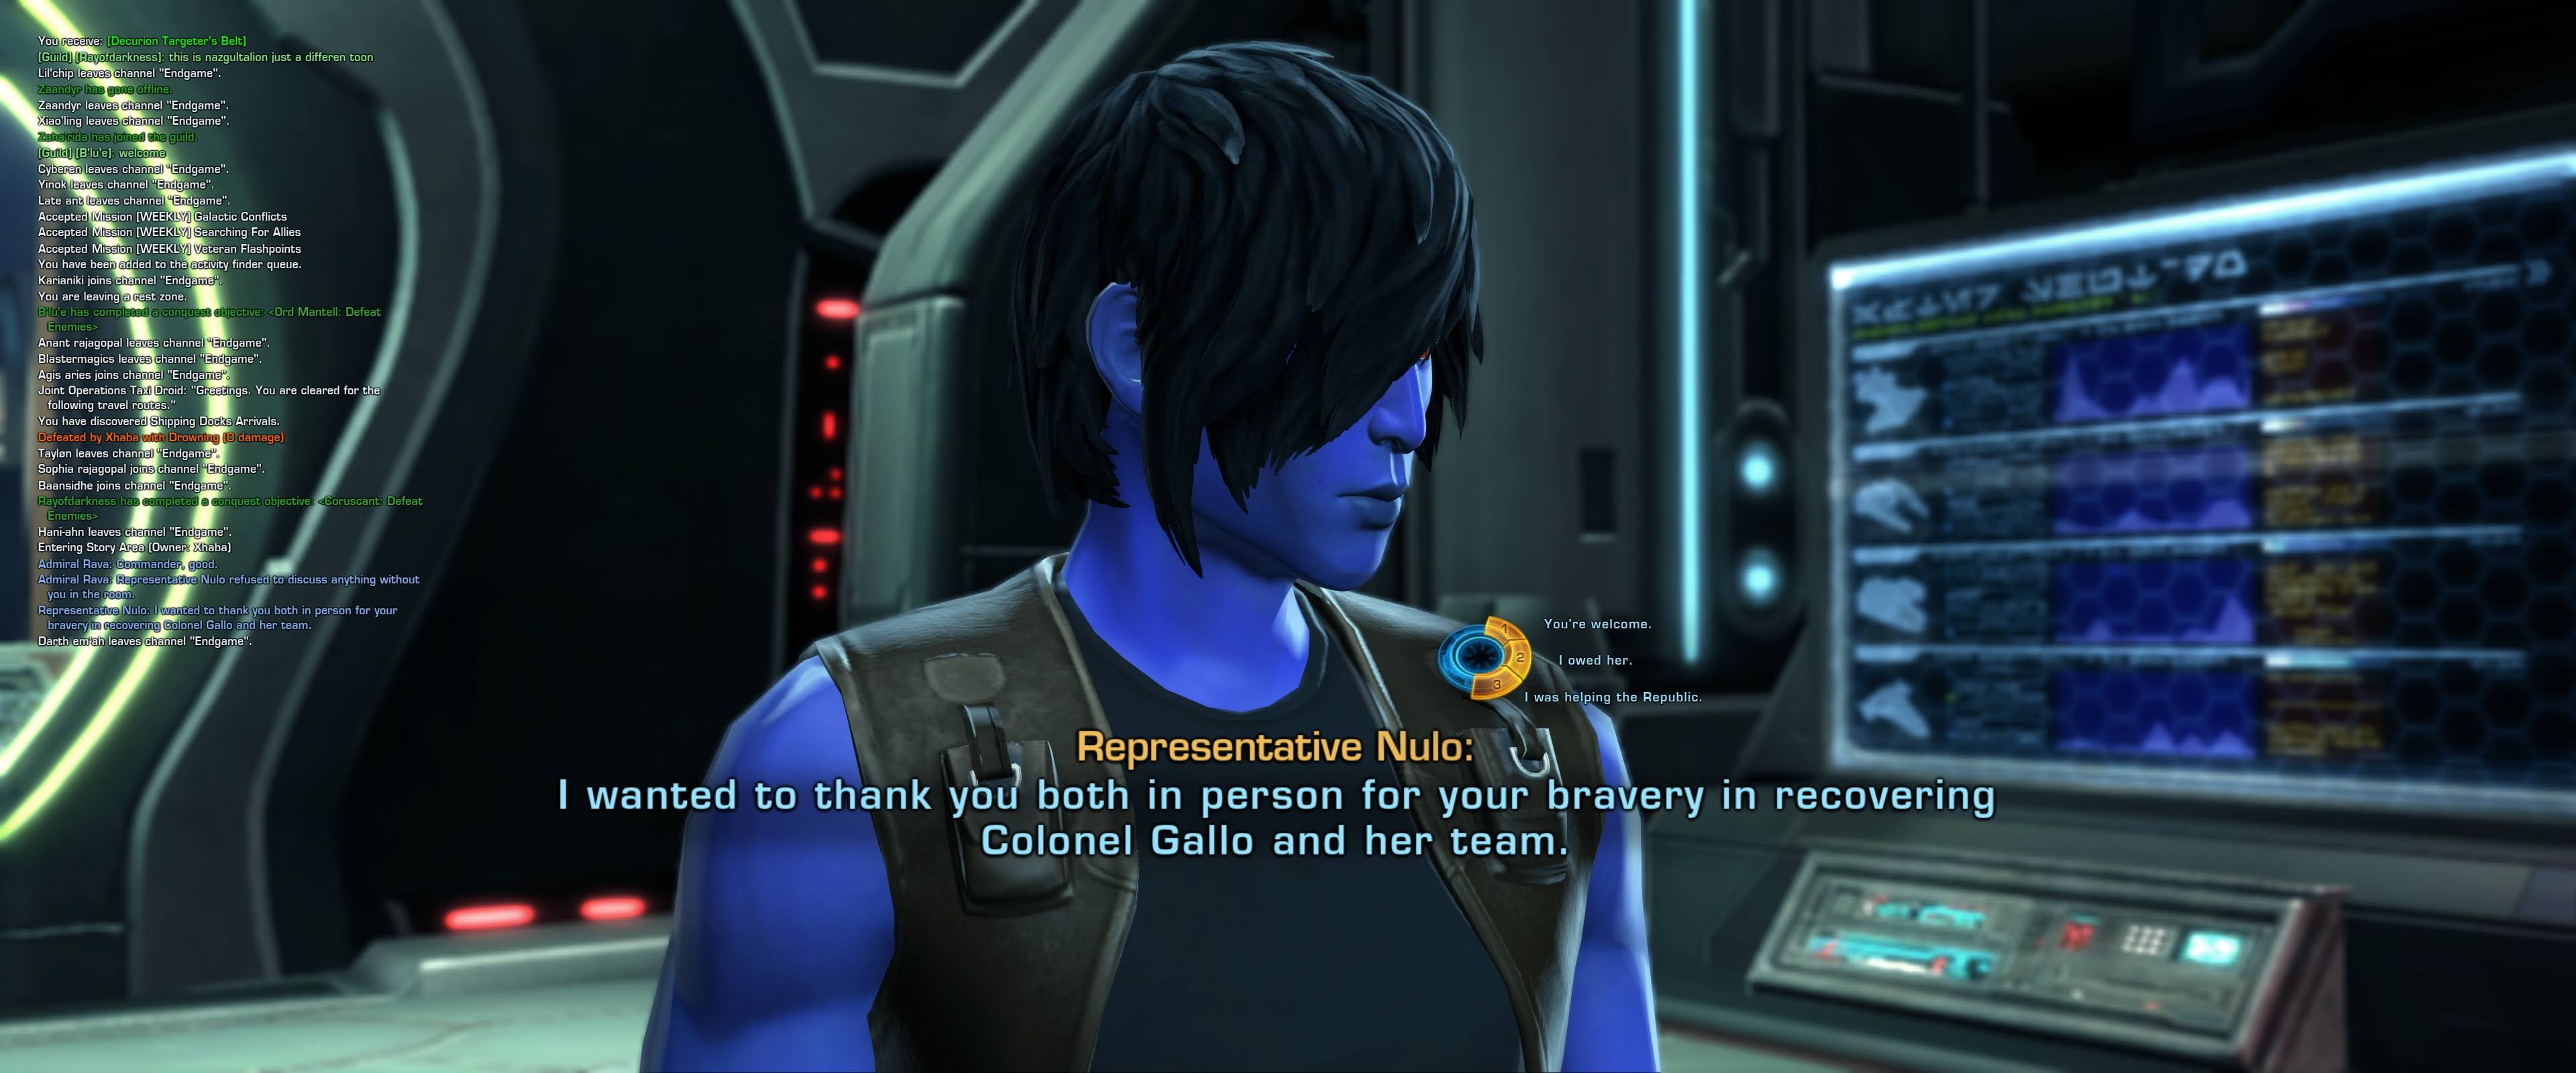 You receive: [Decurion Targeter's Belt]
[Guild] [Rayofdarkness]: this is nazgultalion just a differen toon
Lil'chip leaves channel "Endgame".
Zaandyr has gone offline.
Zaandyr leaves channel "Endgame".
Xiao'ling leaves channel "Endgame".
Zaha'rida has joined the guild.
[Guild] [B'lu'e]: welcome
Cyberen leaves channel "Endgame".
Yinok leaves channel "Endgame".
Late ant leaves channel "Endgame".
Accepted Mission [WEEKLY] Galactic Conflicts
Accepted Mission [WEEKLY] Searching For Allies
Accepted Mission [WEEKLY] Veteran Flashpoints
You have been added to the activity finder queue.
Karianiki joins channel "Endgame".
You are leaving a rest zone.
B'lu'e has completed a conquest objective: <Ord Mantell: Defeat
Enemies>
Anant rajagopal leaves channel "Endgame".
Blastermagics leaves channel "Endgame".
Agis aries joins channel "Endgame".
Joint Operations Taxi Droid: "Greetings. You are cleared for the
following travel routes."
You have discovered Shipping Docks Arrivals.
Defeated by Xhaba with Drowning (0 damage)
Tayløn leaves channel "Endgame".
Sophia rajagopal joins channel "Endgame".
Baansidhe joins channel "Endgame".
Rayofdarkness has completed a conquest objective: <Coruscant: Defeat
Enemies>
Hani-ahn leaves channel "Endgame".
Entering Story Area (Owner: Xhaba)
Admiral Rava: Commander, good.
Admiral Rava: Representative Nulo refused to discuss anything without
you in the room.
Representative Nulo: I wanted to thank you both in person for your
bravery in recovering Colonel Gallo and her team.
Dàrth em'ah leaves channel "Endgame".
1 You're welcome.
2 I owed her.
3 I was helping the Republic.
Representative Nulo:
I wanted to thank you both in person for your bravery in recovering
Colonel Gallo and her team.